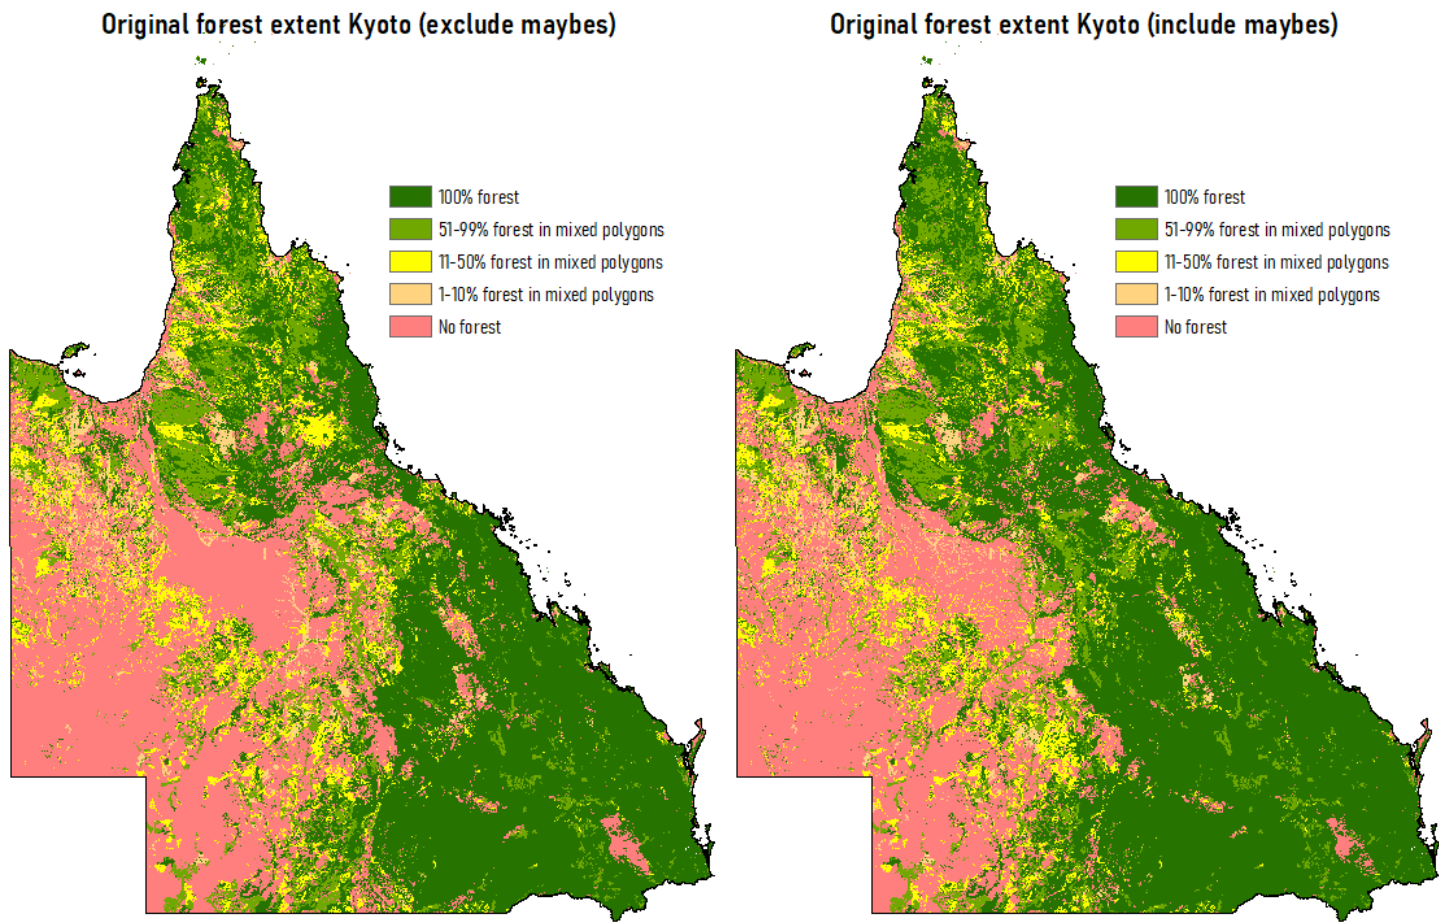 Original forest extent Kyoto (exclude maybes)
100% forest
51-99% forest in mixed polygons
11-50% forest in mixed polygons
1-10% forest in mixed polygons
No forest
Original forest extent Kyoto (include maybes)
100% forest
51-99% forest in mixed polygons
11-50% forest in mixed polygons
1-10% forest in mixed polygons
No forest